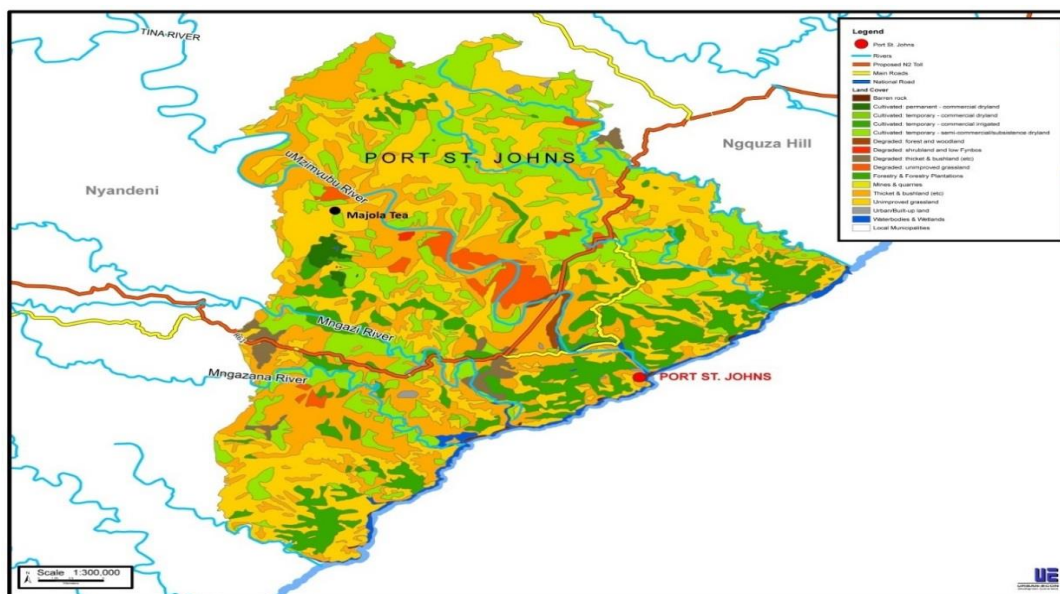 TINA RIVER
PORT ST. JOHNS
Ngquza Hill
uMzimvubu River
Nyandeni
Majola Tea
Mngazi River
Mngazana River
PORT ST. JOHNS
Legend
Port St. Johns
Rivers
Proposed N2 Toll
Main Roads
National Road
Land Cover
Barren rock
Cultivated: permanent - commercial dryland
Cultivated: temporary - commercial dryland
Cultivated: temporary - commercial irrigated
Cultivated: temporary - semi-commercial/subsistence dryland
Degraded: forest and woodland
Degraded: shrubland and low Fynbos
Degraded: thicket & bushland (etc)
Degraded: unimproved grassland
Forestry & Forestry Plantations
Mines & quarries
Thicket & bushland (etc)
Unimproved grassland
Urban/Built-up land
Waterbodies & Wetlands
Local Municipalities
Scale 1:300,000
UE
URBAN-ECON